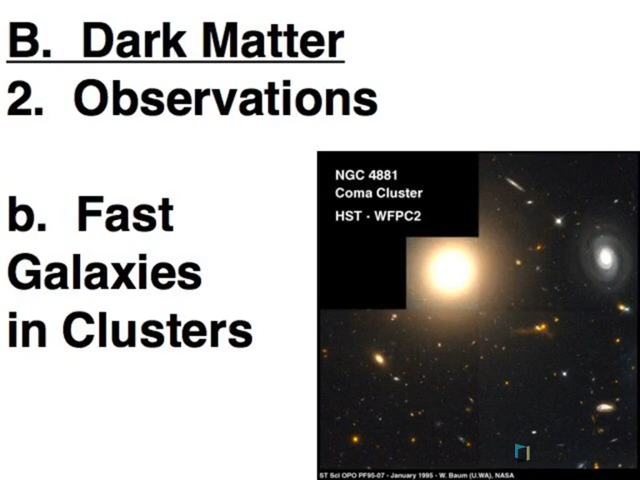 B. Dark Matter
2. Observations
b. Fast
Galaxies
in Clusters
NGC 4881
Coma Cluster
HST · WFPC2
ST ScI OPO PF95-07 - January 1995 - W. Baum (U.WA), NASA